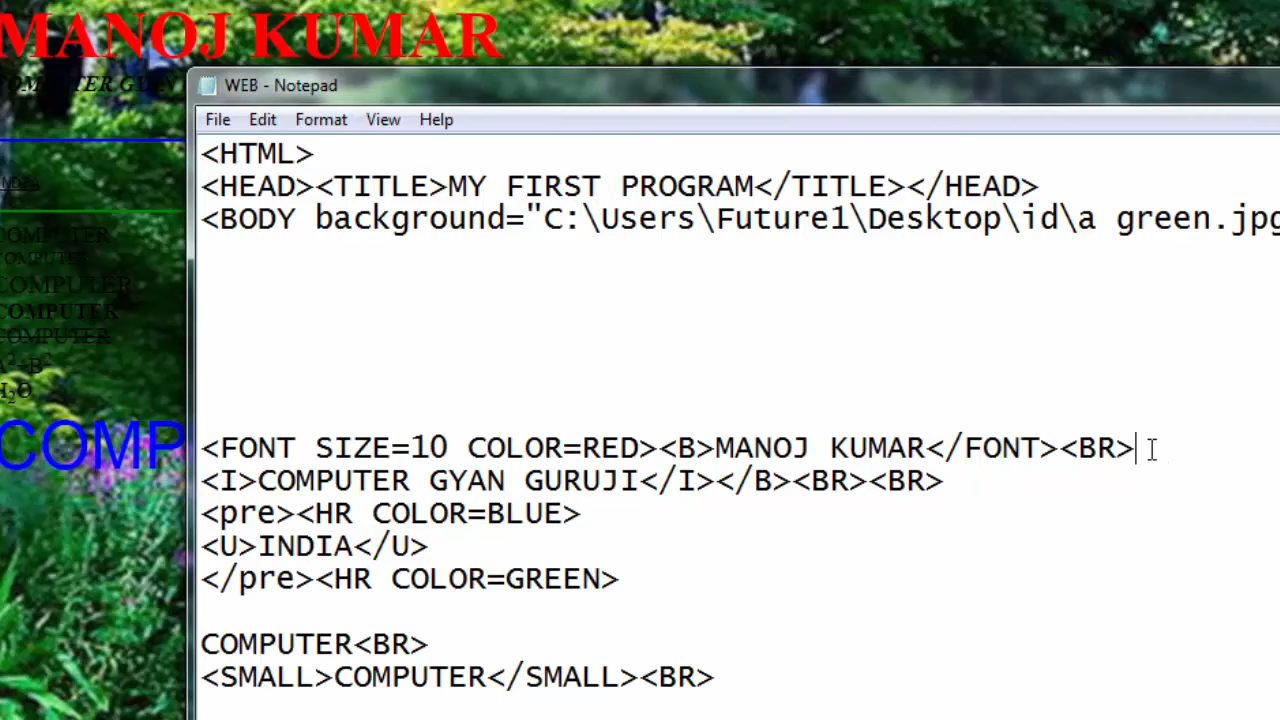 MANOJ KUMAR
WEB - Notepad
File Edit Format View Help
<HTML>
<HEAD><TITLE>MY FIRST PROGRAM</TITLE></HEAD>
<BODY background="C:\Users\Future1\Desktop\id\a green.jpg
<FONT SIZE=10 COLOR=RED><B>MANOJ KUMAR</FONT><BR>
<I>COMPUTER GYAN GURUJI</I></B><BR><BR>
<pre><HR COLOR=BLUE>
<U>INDIA</U>
</pre><HR COLOR=GREEN>
COMPUTER<BR>
<SMALL>COMPUTER</SMALL><BR>
COMPUTER
COMPUTER
COMPUTER
COMPUTER
COMPUTER
H2O
COMP